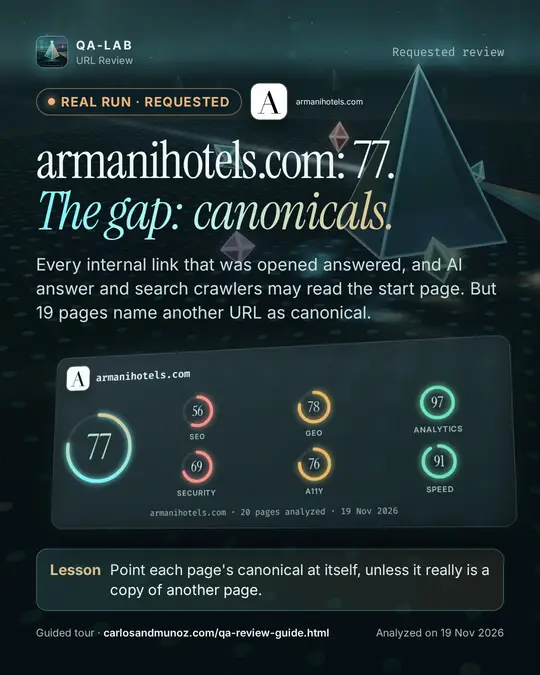 QA-LAB
URL Review
Requested review
REAL RUN · REQUESTED
A
armanihotels.com
armanihotels.com: 77.
The gap: canonicals.
Every internal link that was opened answered, and AI
answer and search crawlers may read the start page. But
19 pages name another URL as canonical.
A
armanihotels.com
77
56
SEO
78
GEO
97
ANALYTICS
69
SECURITY
76
A11Y
91
SPEED
armanihotels.com · 20 pages analyzed · 19 Nov 2026
Lesson
Point each page's canonical at itself, unless it really is a
copy of another page.
Guided tour · carlosandmunoz.com/qa-review-guide.html
Analyzed on 19 Nov 2026